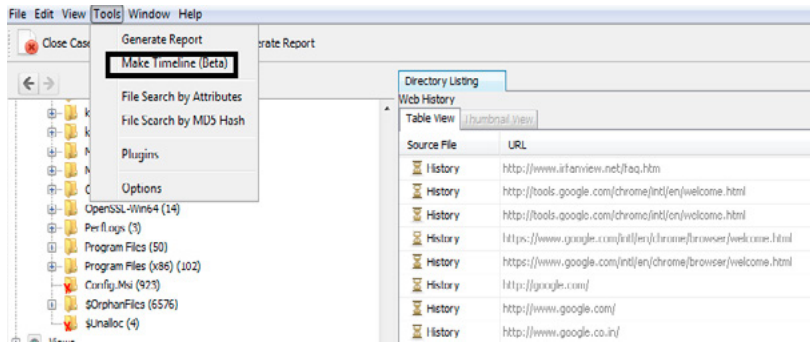 File Edit View Tools Window Help
Close Case
Generate Report
erate Report
Make Timeline (Beta)
File Search by Attributes
File Search by MD5 Hash
Plugins
Options
k
k
OpenSSL-Win64 (14)
PerfLogs (3)
Program Files (50)
Program Files (x86) (102)
Config.Msi (923)
$OrphanFiles (6576)
$Unalloc (4)
Views
Directory Listing
Web History
Table View Thumbnail View
Source File URL
History http://www.irfanview.net/faq.htm
History http://tools.google.com/chrome/intl/en/welcome.html
History http://tools.google.com/chrome/intl/en/welcome.html
History https://www.google.com/intl/en/chrome/browser/welcome.html
History https://www.google.com/intl/en/chrome/browser/welcome.html
History http://google.com/
History http://www.google.com/
History http://www.google.co.in/